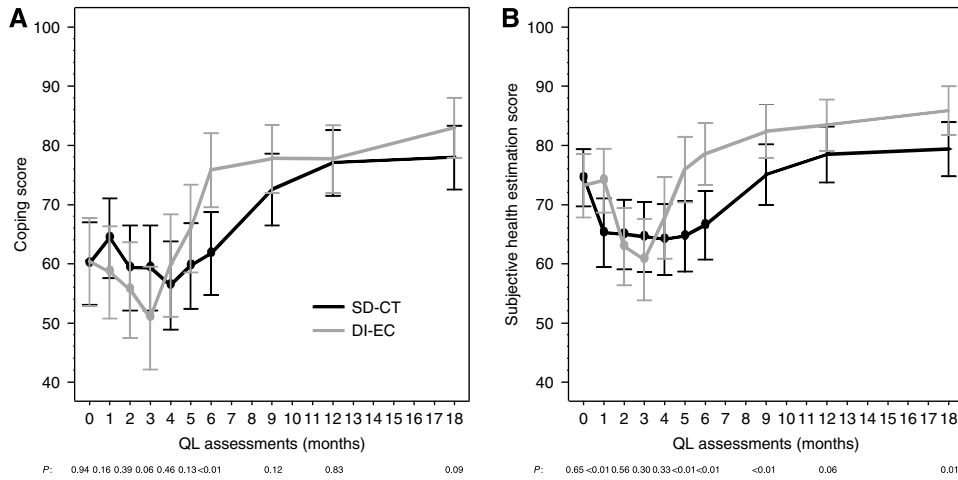 A
Coping score
100
90
80
70
60
50
40
SD-CT
DI-EC
0 1 2 3 4 5 6 7 8 9 10 11 12 13 14 15 16 17 18
QL assessments (months)
P: 0.94 0.16 0.39 0.06 0.46 0.13 <0.01 0.12 0.83 0.09
B
Subjective health estimation score
100
90
80
70
60
50
40
0 1 2 3 4 5 6 7 8 9 10 11 12 13 14 15 16 17 18
QL assessments (months)
P: 0.65 <0.01 0.56 0.30 0.33 <0.01 <0.01 <0.01 0.06 0.01